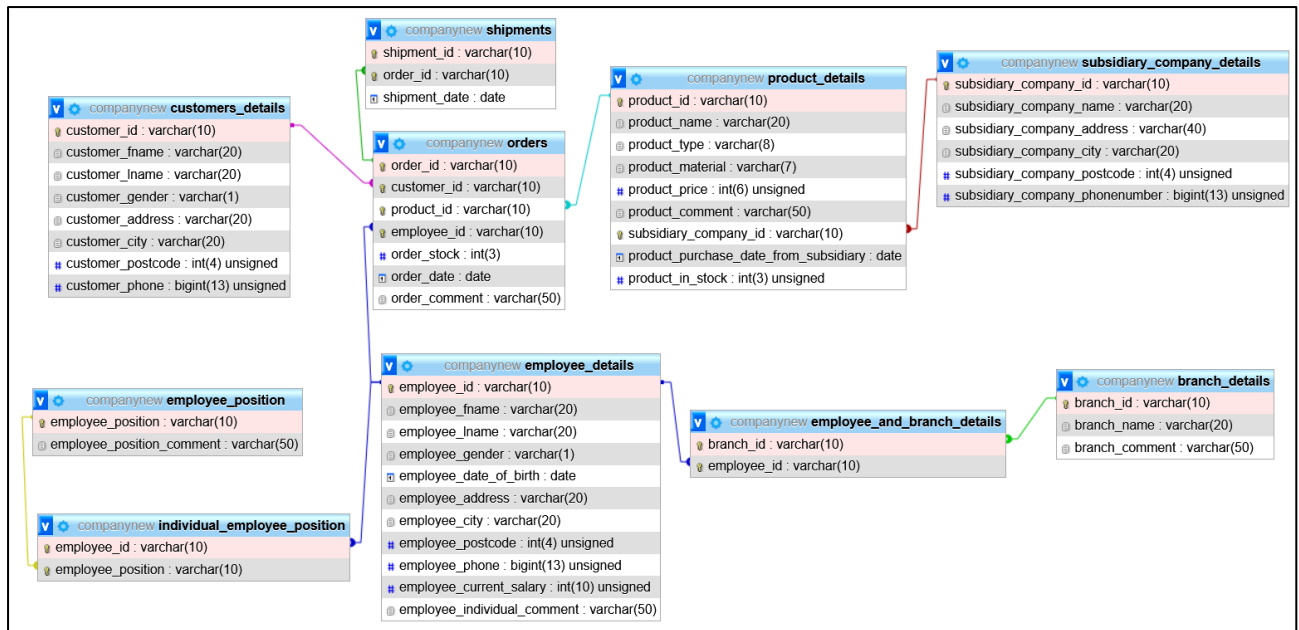 companynew shipments
shipment_id : varchar(10)
order_id : varchar(10)
shipment_date : date
companynew customers_details
customer_id : varchar(10)
customer_fname : varchar(20)
customer_lname : varchar(20)
customer_gender : varchar(1)
customer_address : varchar(20)
customer_city : varchar(20)
customer_postcode : int(4) unsigned
customer_phone : bigint(13) unsigned
companynew orders
order_id : varchar(10)
customer_id : varchar(10)
product_id : varchar(10)
employee_id : varchar(10)
order_stock : int(3)
order_date : date
order_comment : varchar(50)
companynew product_details
product_id : varchar(10)
product_name : varchar(20)
product_type : varchar(8)
product_material : varchar(7)
product_price : int(6) unsigned
product_comment : varchar(50)
subsidiary_company_id : varchar(10)
product_purchase_date_from_subsidiary : date
product_in_stock : int(3) unsigned
companynew subsidiary_company_details
subsidiary_company_id : varchar(10)
subsidiary_company_name : varchar(20)
subsidiary_company_address : varchar(40)
subsidiary_company_city : varchar(20)
subsidiary_company_postcode : int(4) unsigned
subsidiary_company_phonenumber : bigint(13) unsigned
companynew employee_position
employee_position : varchar(10)
employee_position_comment : varchar(50)
companynew individual_employee_position
employee_id : varchar(10)
employee_position : varchar(10)
companynew employee_details
employee_id : varchar(10)
employee_fname : varchar(20)
employee_lname : varchar(20)
employee_gender : varchar(1)
employee_date_of_birth : date
employee_address : varchar(20)
employee_city : varchar(20)
employee_postcode : int(4) unsigned
employee_phone : bigint(13) unsigned
employee_current_salary : int(10) unsigned
employee_individual_comment : varchar(50)
companynew employee_and_branch_details
branch_id : varchar(10)
employee_id : varchar(10)
companynew branch_details
branch_id : varchar(10)
branch_name : varchar(20)
branch_comment : varchar(50)